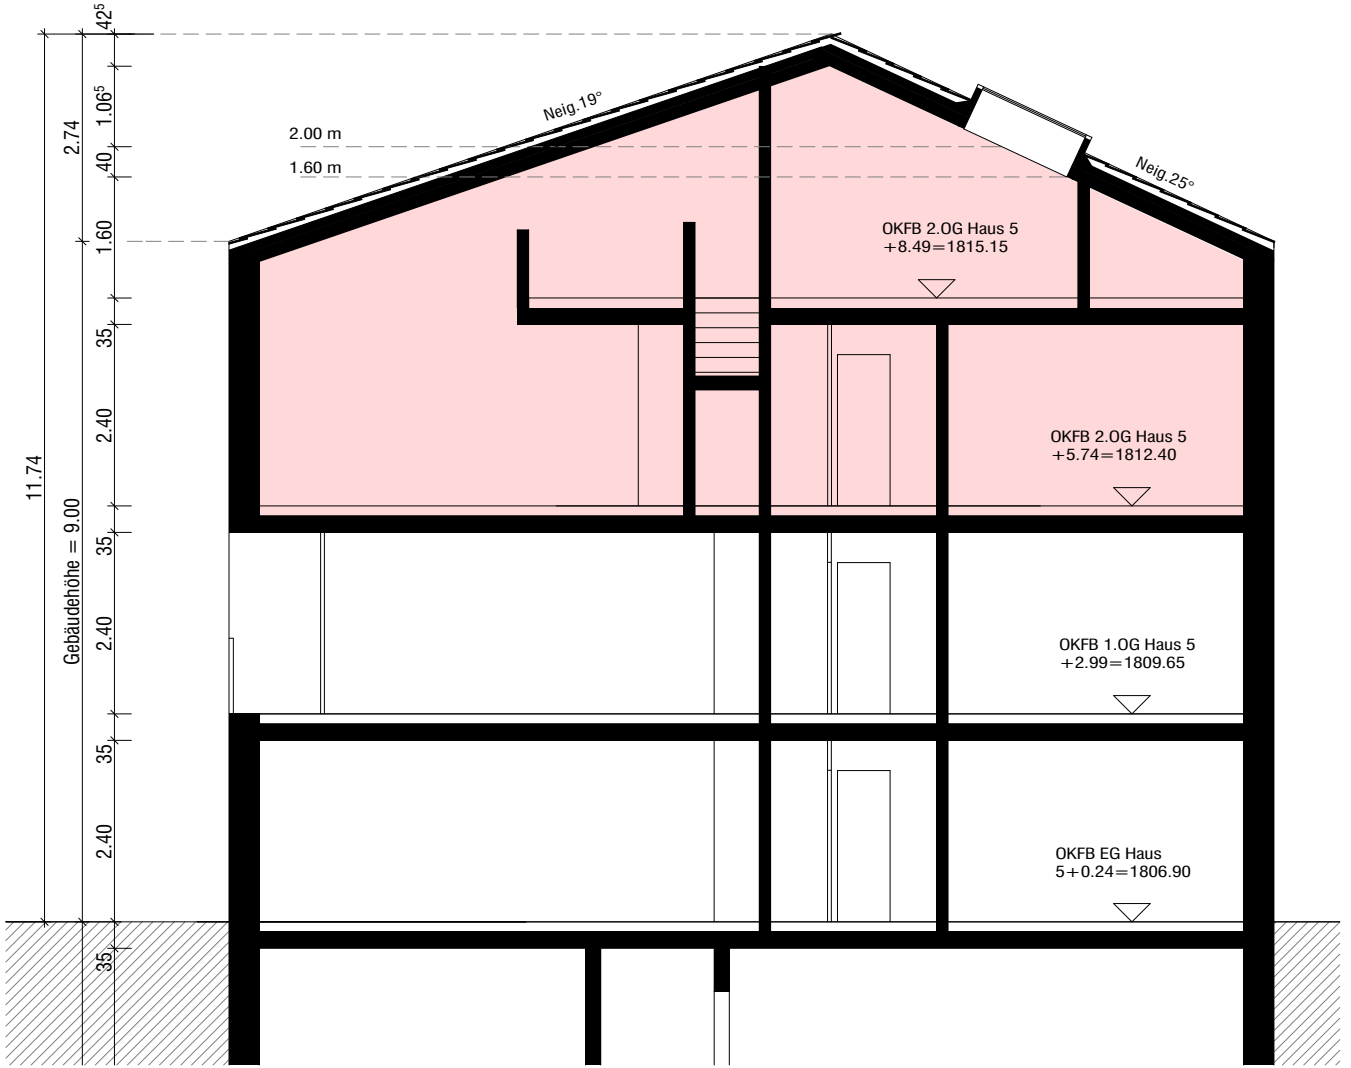 42⁵
1.06⁵
2.74
40
1.60
35
2.40
11.74
Gebäudehöhe = 9.00
35
2.40
35
2.40
35
Neig.19°
2.00 m
1.60 m
Neig.25°
OKFB 2.OG Haus 5
+8.49=1815.15
OKFB 2.OG Haus 5
+5.74=1812.40
OKFB 1.OG Haus 5
+2.99=1809.65
OKFB EG Haus
5+0.24=1806.90